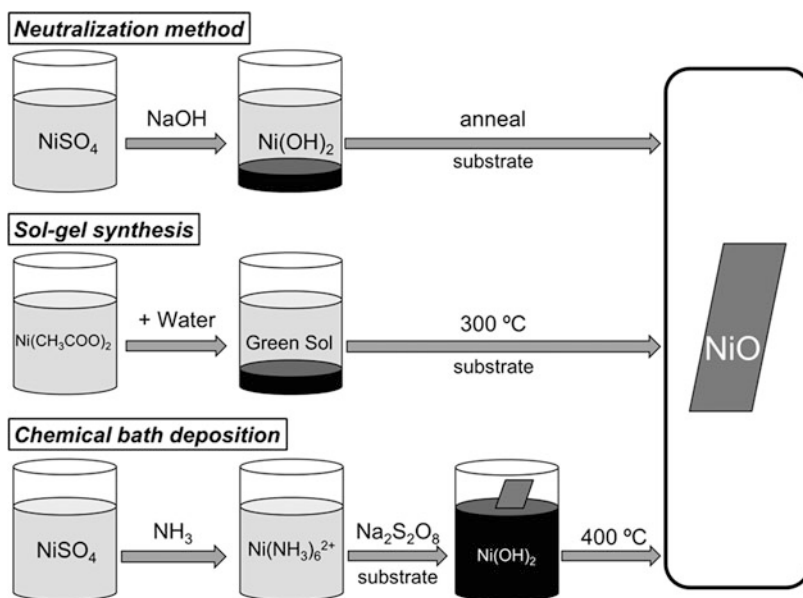 Neutralization method
NiSO₄
NaOH
Ni(OH)₂
anneal
substrate
Sol-gel synthesis
Ni(CH₃COO)₂
+ Water
Green Sol
300 ºC
substrate
NiO
Chemical bath deposition
NiSO₄
NH₃
Ni(NH₃)₆²⁺
Na₂S₂O₈
substrate
Ni(OH)₂
400 ºC